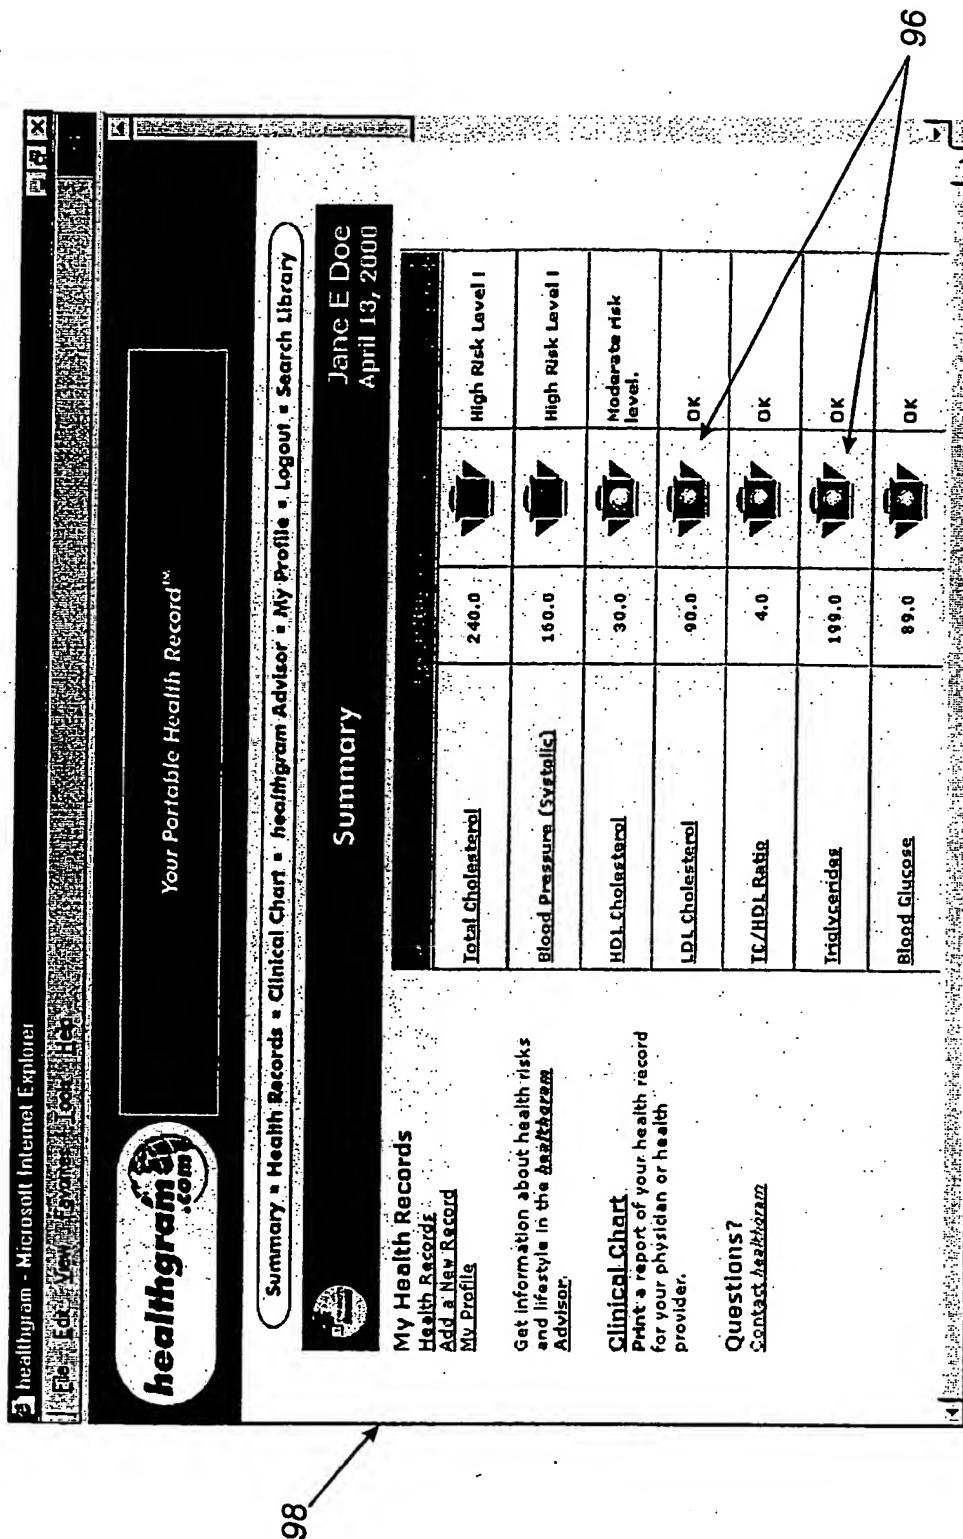 healthgram - Microsoft Internet Explorer
File Edit View Favorites Tools Help
healthgram
.com
Your Portable Health Record™
Summary ▪ Health Records ▪ Clinical Chart ▪ healthgram Advisor ▪ My Profile ▪ Logout ▪ Search Library
Summary
Jane E Doe
April 13, 2000
My Health Records
Health Records
Add a New Record
My Profile
Get information about health risks
and lifestyle in the healthgram
Advisor.
Clinical Chart
Print a report of your health record
for your physician or health
provider.
Questions?
Contact healthgram
Total Cholesterol 240.0 High Risk Level I
Blood Pressure (Systolic) 160.0 High Risk Level I
HDL Cholesterol 30.0 Moderate risk
level.
LDL Cholesterol 90.0 OK
TC/HDL Ratio 4.0 OK
Triglycerides 199.0 OK
Blood Glucose 89.0 OK
98
96